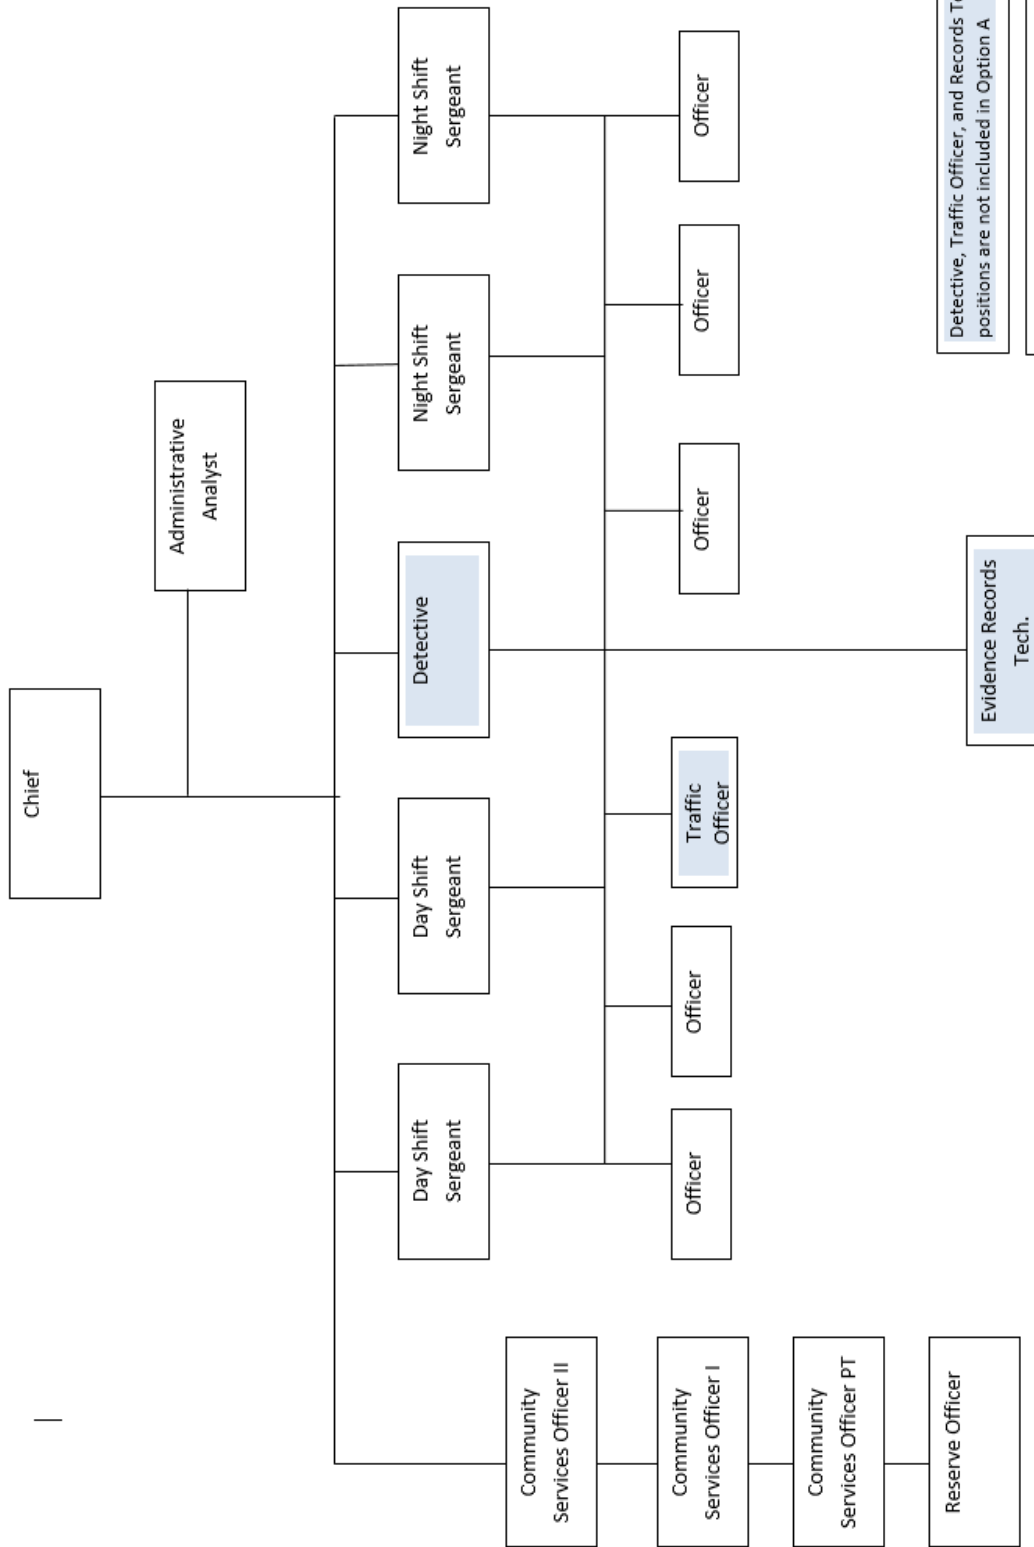 Chief
Administrative
Analyst
Day Shift
Sergeant
Day Shift
Sergeant
Detective
Night Shift
Sergeant
Night Shift
Sergeant
Community
Services Officer II
Community
Services Officer I
Community
Services Officer PT
Reserve Officer
Officer
Officer
Traffic
Officer
Officer
Officer
Officer
Evidence Records
Tech.
Detective, Traffic Officer, and Records
positions are not included in Option A